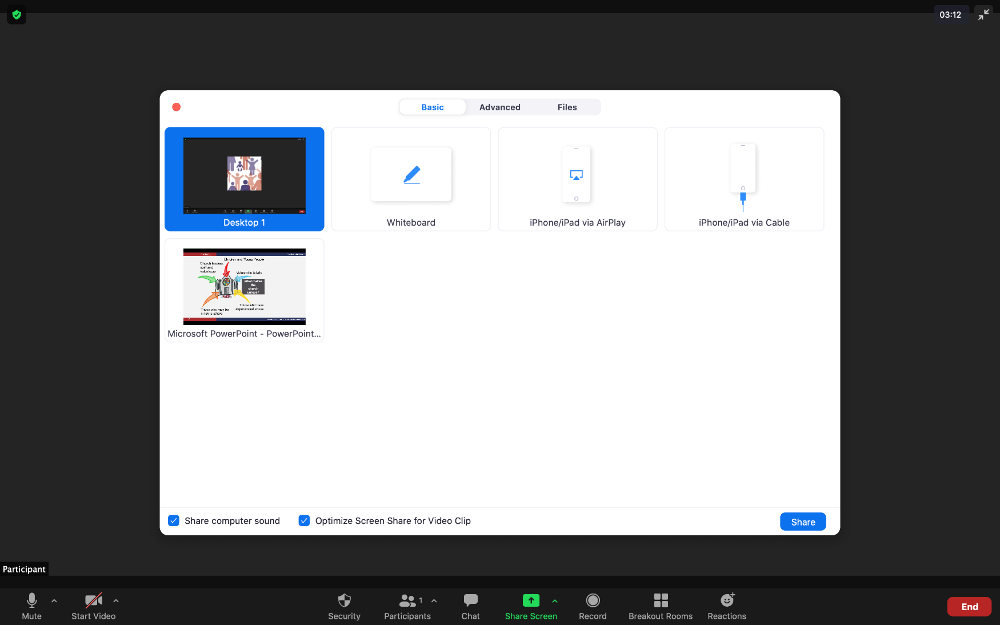 03:12
Basic
Advanced
Files
Desktop 1
Whiteboard
iPhone/iPad via AirPlay
iPhone/iPad via Cable
Children and Young People
Church leaders,
staff and
volunteers
Vulnerable Adults
What makes
the
church
unique?
Those who may be
a risk to others
Those who have
experienced abuse
Microsoft PowerPoint - PowerPoint...
Share computer sound
Optimize Screen Share for Video Clip
Share
Participant
Mute
Start Video
Security
1
Participants
Chat
Share Screen
Record
Breakout Rooms
Reactions
End